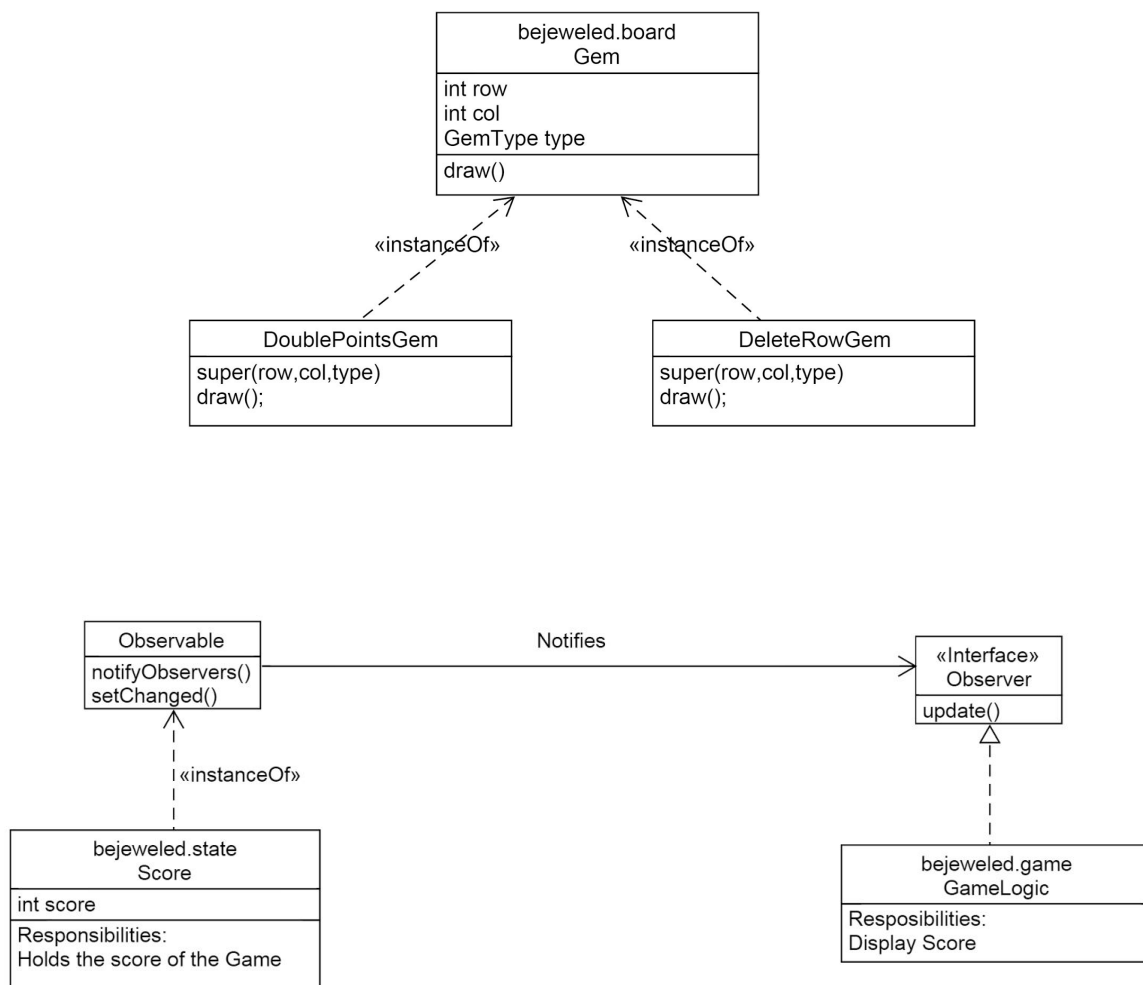 bejeweled.board
Gem
int row
int col
GemType type
draw()
«instanceOf»
«instanceOf»
DoublePointsGem
super(row,col,type)
draw();
DeleteRowGem
super(row,col,type)
draw();
Observable
notifyObservers()
setChanged()
Notifies
«Interface»
Observer
update()
«instanceOf»
bejeweled.state
Score
int score
Responsibilities:
Holds the score of the Game
bejeweled.game
GameLogic
Resposibilities:
Display Score